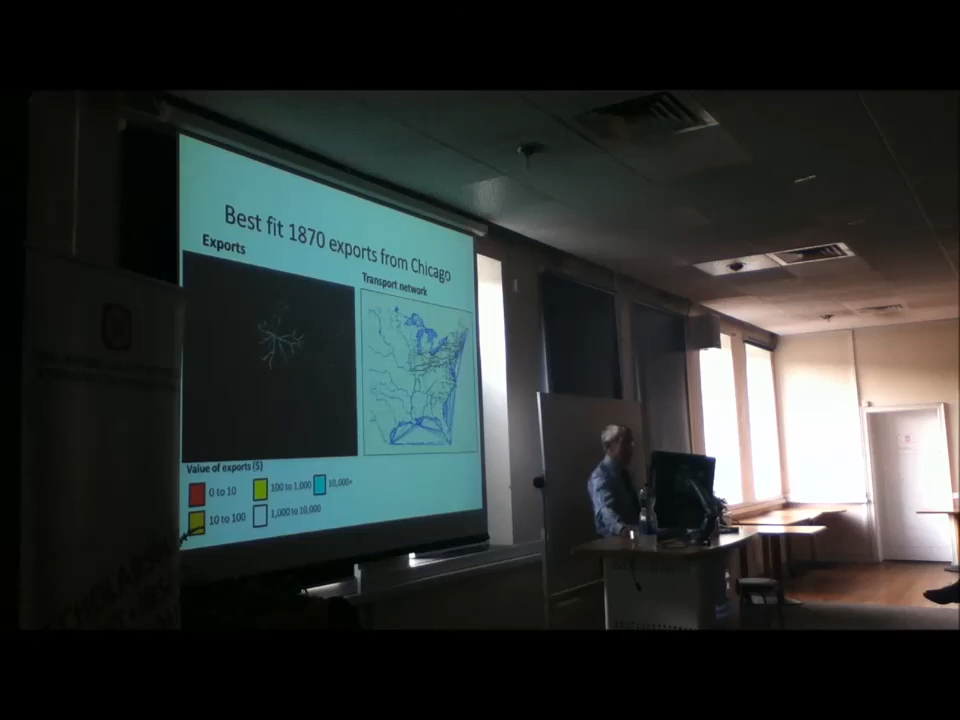 Best fit 1870 exports from Chicago
Exports
Transport network
Value of exports ($)
0 to 10
100 to 1,000
10,000+
10 to 100
1,000 to 10,000